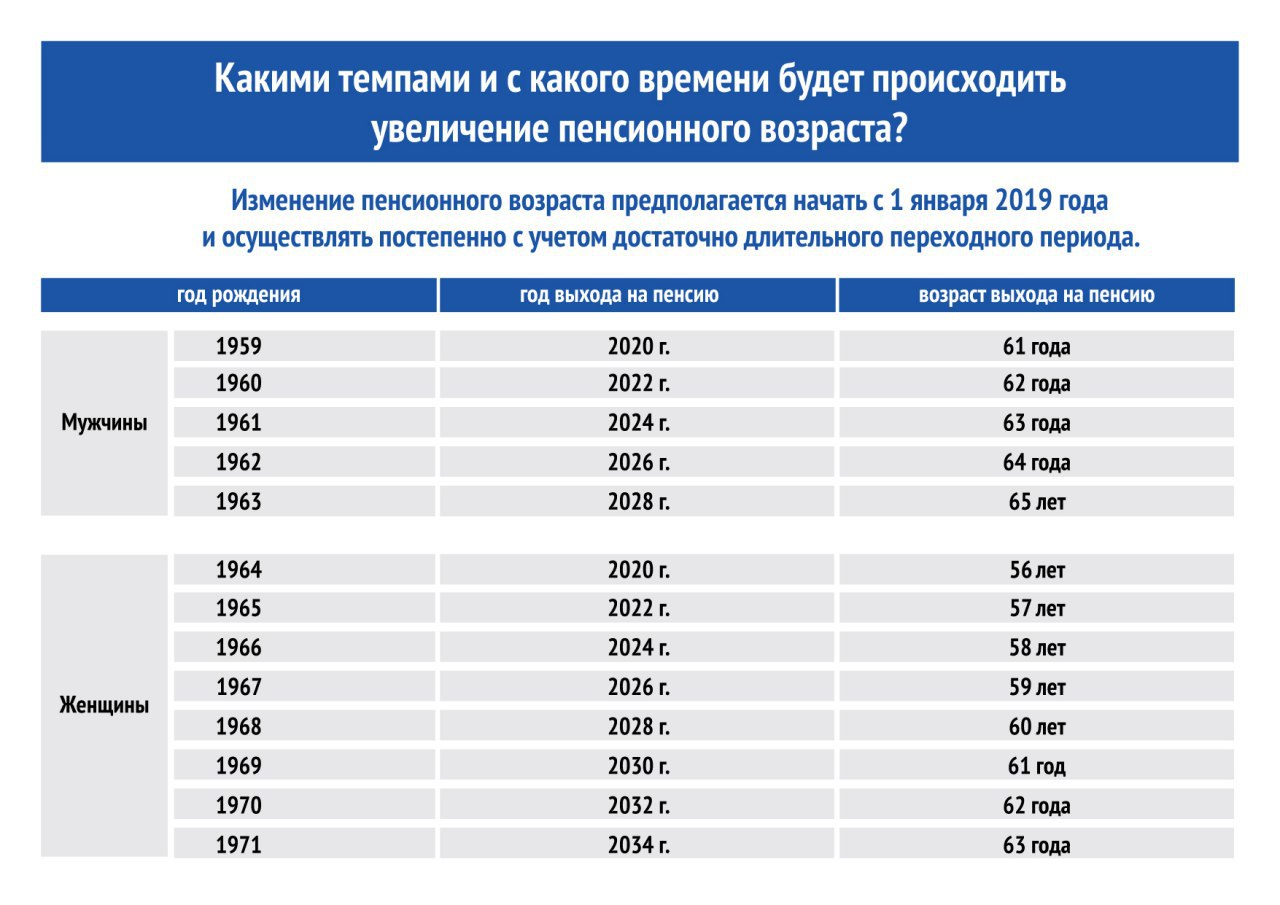 Какими темпами и с какого времени будет происходить
увеличение пенсионного возраста?
Изменение пенсионного возраста предполагается начать с 1 января 2019 года
и осуществлять постепенно с учетом достаточно длительного переходного периода.
год рождения год выхода на пенсию возраст выхода на пенсию
Мужчины
1959 2020 г. 61 года
1960 2022 г. 62 года
1961 2024 г. 63 года
1962 2026 г. 64 года
1963 2028 г. 65 лет
Женщины
1964 2020 г. 56 лет
1965 2022 г. 57 лет
1966 2024 г. 58 лет
1967 2026 г. 59 лет
1968 2028 г. 60 лет
1969 2030 г. 61 год
1970 2032 г. 62 года
1971 2034 г. 63 года